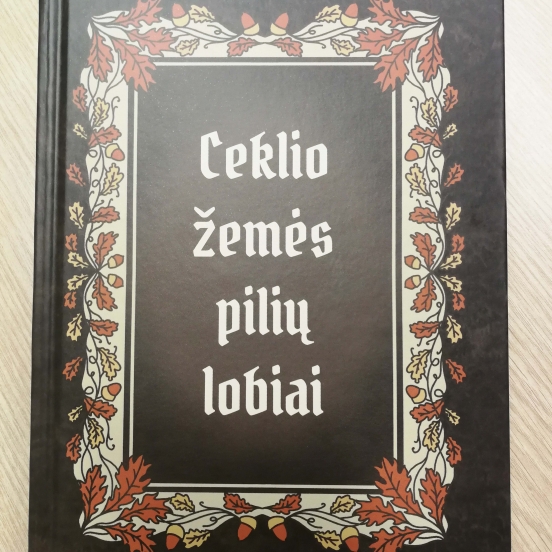 Ceklio
žemės
pilių
lobiai